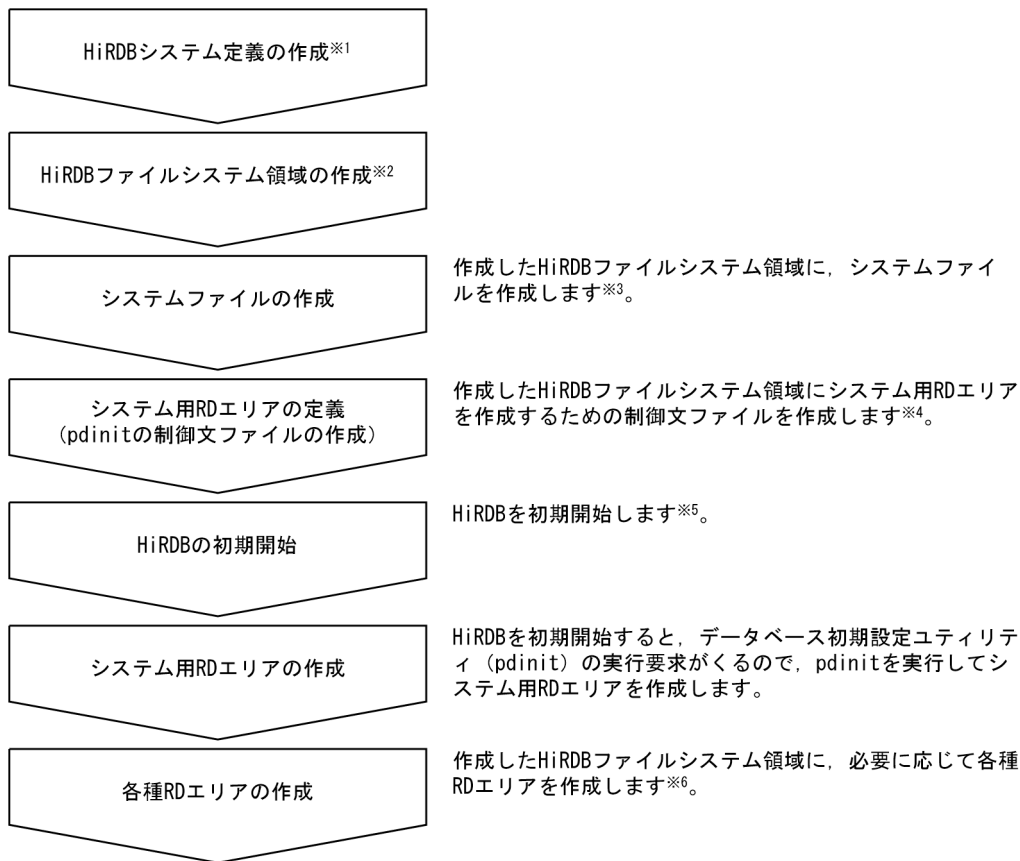 HiRDBシステム定義の作成※1
HiRDBファイルシステム領域の作成※2
システムファイルの作成
作成したHiRDBファイルシステム領域に，システムファイ
ルを作成します※3。
システム用RDエリアの定義
（pdinitの制御文ファイルの作成）
作成したHiRDBファイルシステム領域にシステム用RDエリア
を作成するための制御文ファイルを作成します※4。
HiRDBの初期開始
HiRDBを初期開始します※5。
システム用RDエリアの作成
HiRDBを初期開始すると，データベース初期設定ユティリテ
ィ（pdinit）の実行要求がくるので，pdinitを実行してシ
ステム用RDエリアを作成します。
各種RDエリアの作成
作成したHiRDBファイルシステム領域に，必要に応じて各種
RDエリアを作成します※6。